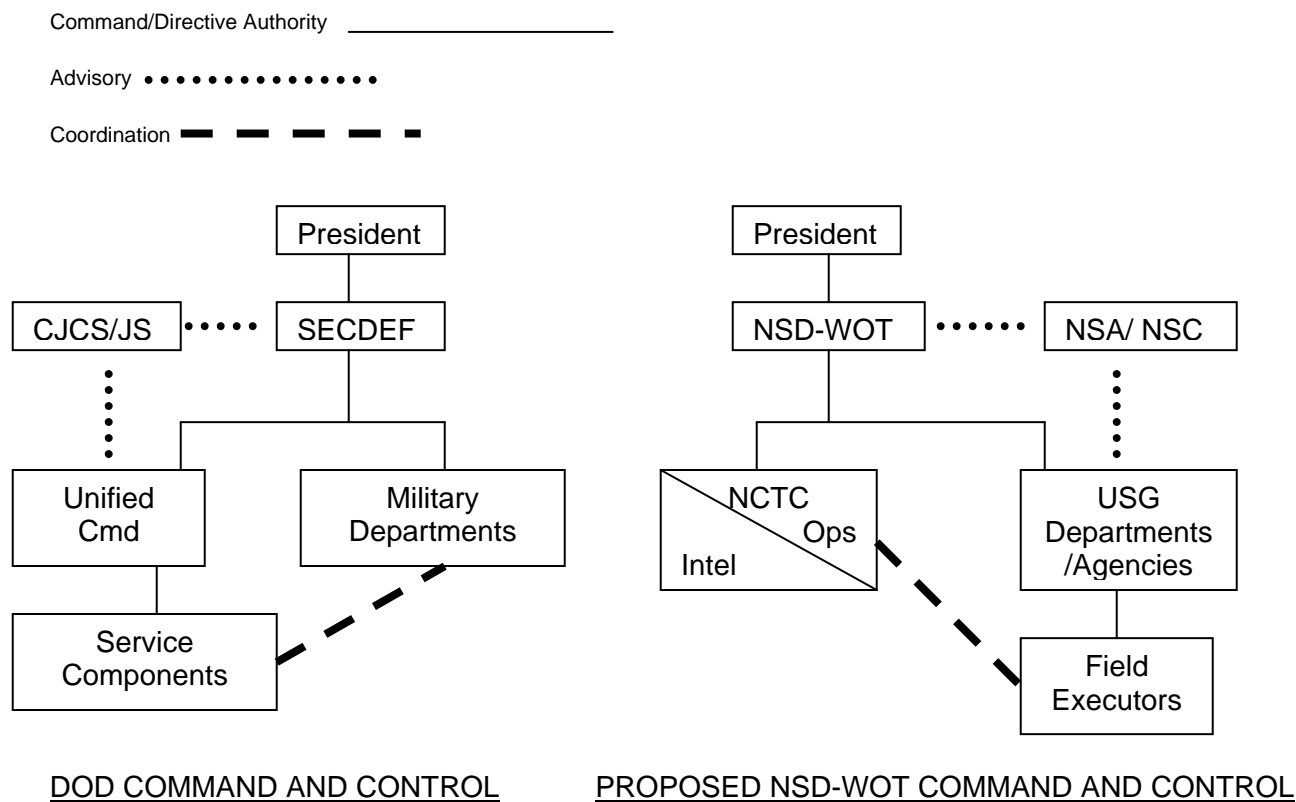 Command/Directive Authority
Advisory
Coordination
President
CJCS/JS
SECDEF
Unified
Cmd
Military
Departments
Service
Components
DOD COMMAND AND CONTROL
President
NSD-WOT
NSA/ NSC
NCTC
Ops
Intel
USG
Departments
/Agencies
Field
Executors
PROPOSED NSD-WOT COMMAND AND CONTROL